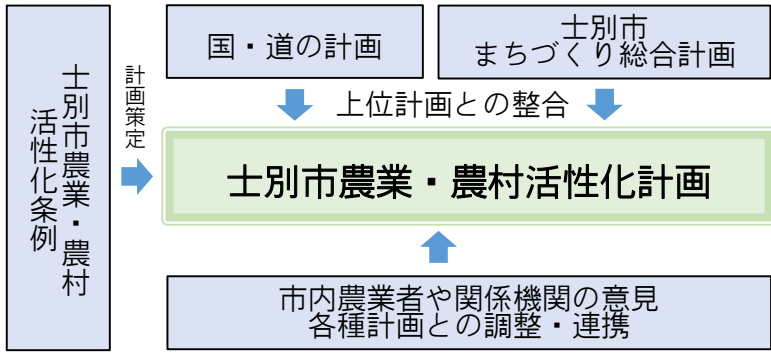 士別市農業・農村
活性化条例
計画策定
国・道の計画
士別市
まちづくり総合計画
上位計画との整合
士別市農業・農村活性化計画
市内農業者や関係機関の意見
各種計画との調整・連携